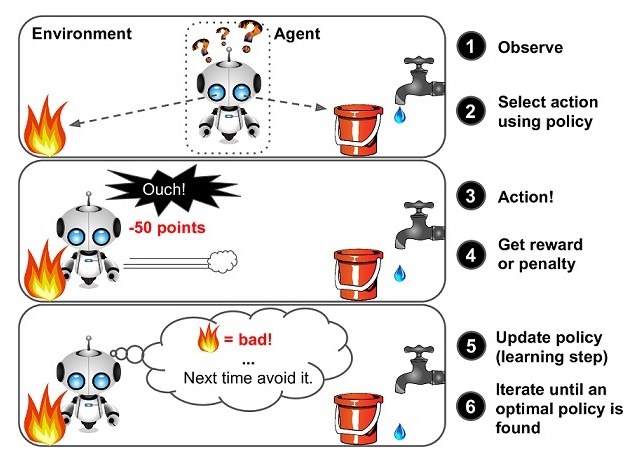 Environment
Agent
? ? ?
1 Observe
2 Select action
using policy
Ouch!
-50 points
3 Action!
4 Get reward
or penalty
= bad!
...
Next time avoid it.
5 Update policy
(learning step)
6 Iterate until an
optimal policy is
found